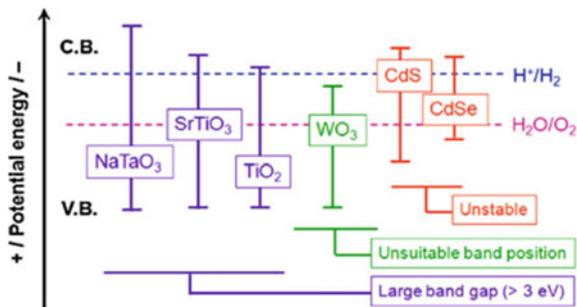 + / Potential energy / –
C.B.
V.B.
NaTaO₃
SrTiO₃
TiO₂
WO₃
CdS
CdSe
H⁺/H₂
H₂O/O₂
Unstable
Unsuitable band position
Large band gap (> 3 eV)